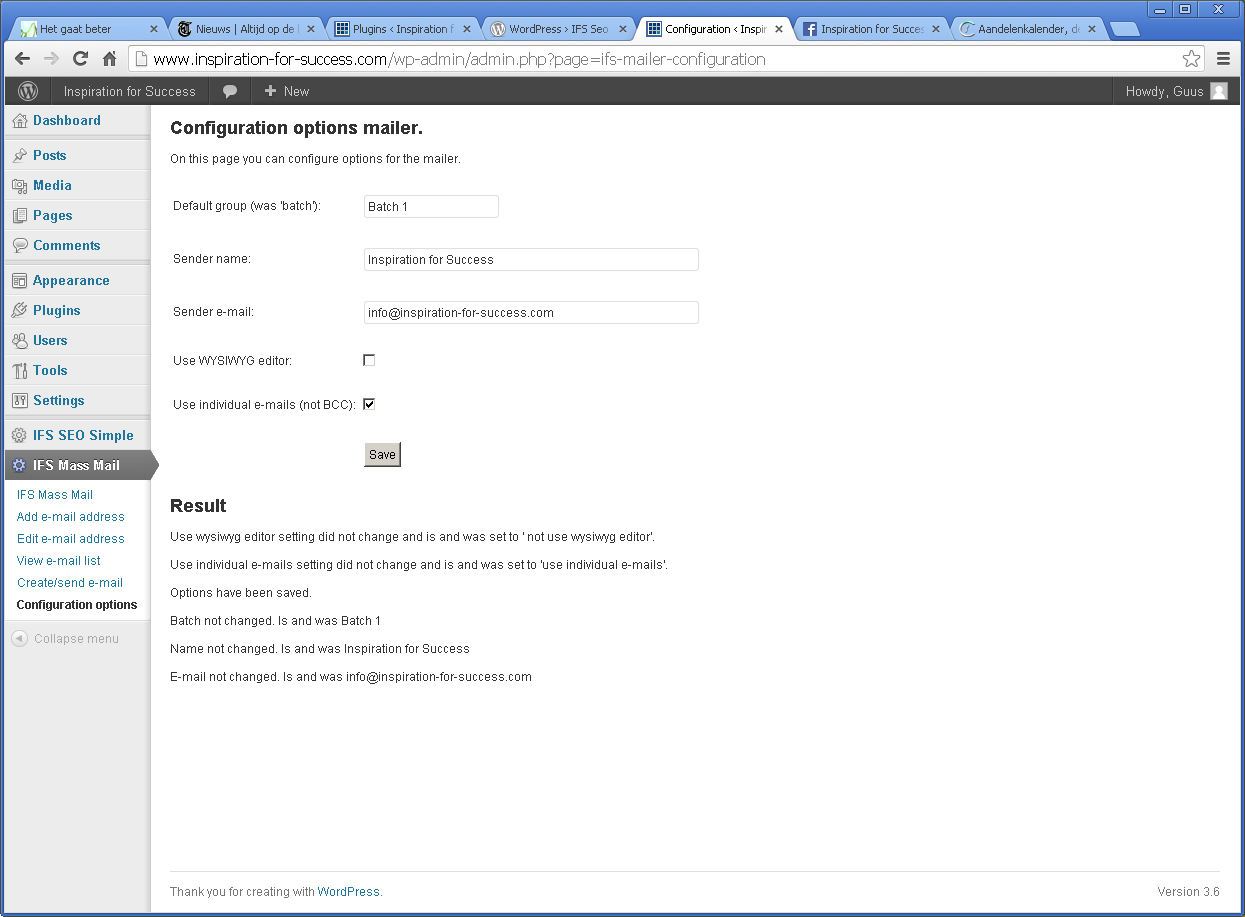 Het gaat beter
Nieuws | Altijd op de
Plugins ‹ Inspiration f
WordPress › IFS Seo
Configuration ‹ Inspir
Inspiration for Succes
Aandelenkalender, de
www.inspiration-for-success.com/wp-admin/admin.php?page=ifs-mailer-configuration
Inspiration for Success
+ New
Howdy, Guus
Dashboard
Posts
Media
Pages
Comments
Appearance
Plugins
Users
Tools
Settings
IFS SEO Simple
IFS Mass Mail
IFS Mass Mail
Add e-mail address
Edit e-mail address
View e-mail list
Create/send e-mail
Configuration options
Collapse menu
Configuration options mailer.
On this page you can configure options for the mailer.
Default group (was 'batch'): Batch 1
Sender name: Inspiration for Success
Sender e-mail: info@inspiration-for-success.com
Use WYSIWYG editor:
Use individual e-mails (not BCC):
Save
Result
Use wysiwyg editor setting did not change and is and was set to ' not use wysiwyg editor'.
Use individual e-mails setting did not change and is and was set to 'use individual e-mails'.
Options have been saved.
Batch not changed. Is and was Batch 1
Name not changed. Is and was Inspiration for Success
E-mail not changed. Is and was info@inspiration-for-success.com
Thank you for creating with WordPress.
Version 3.6